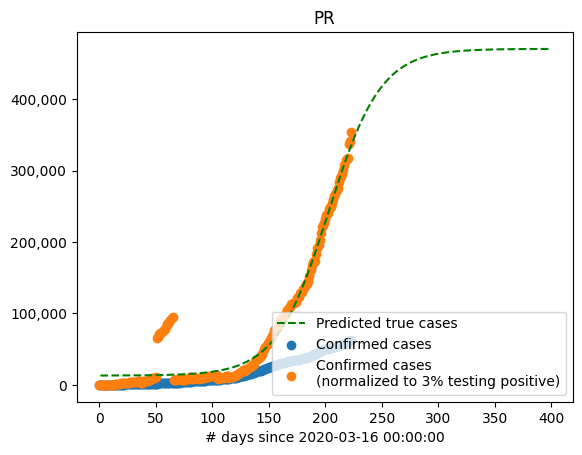 PR
400,000
300,000
200,000
100,000
0
Predicted true cases
Confirmed cases
Confirmed cases
(normalized to 3% testing positive)
0 50 100 150 200 250 300 350 400
# days since 2020-03-16 00:00:00